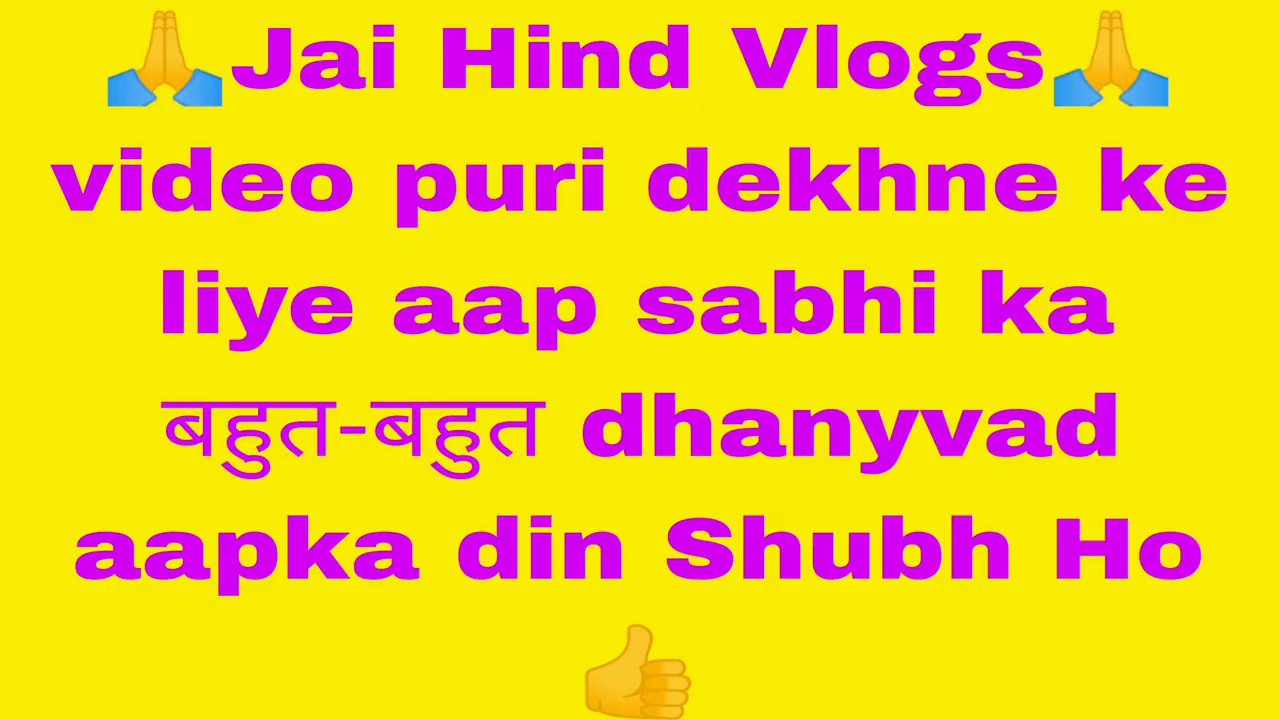 🙏Jai Hind Vlogs🙏
video puri dekhne ke
liye aap sabhi ka
बहुत-बहुत dhanyvad
aapka din Shubh Ho
👍